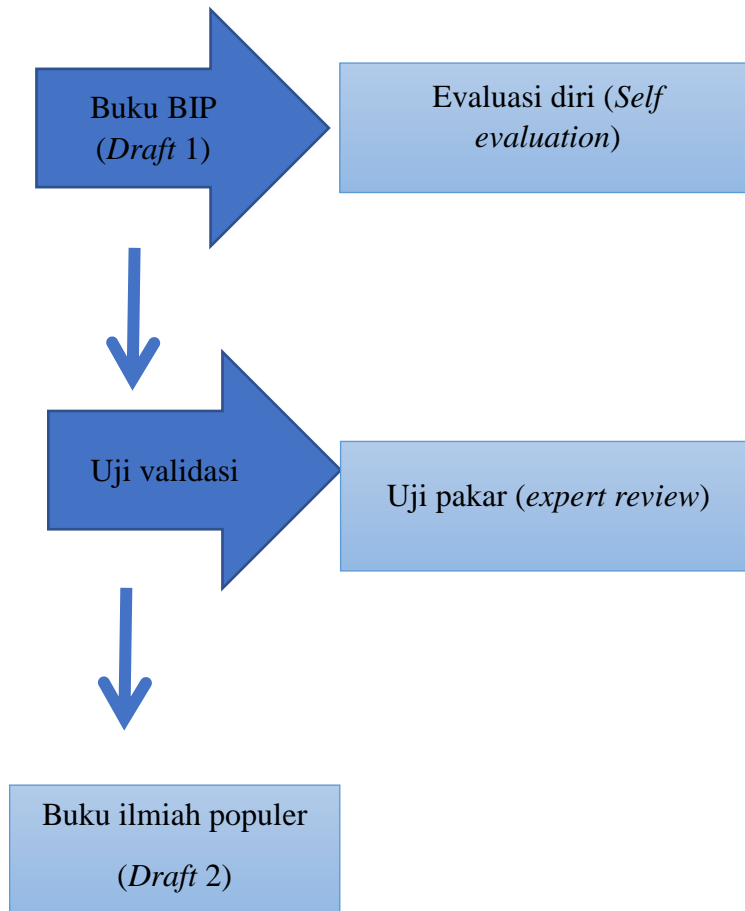 Buku BIP
(Draft 1)
Evaluasi diri (Self
evaluation)
Uji validasi
Uji pakar (expert review)
Buku ilmiah populer
(Draft 2)